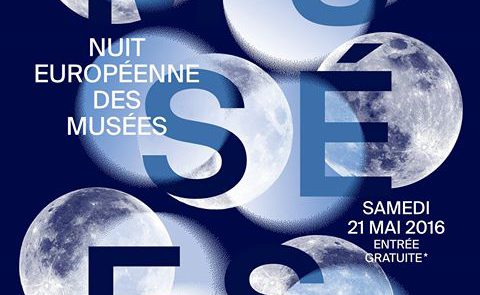 NUIT
EUROPÉENNE
DES
MUSÉES
SÉ
SAMEDI
21 MAI 2016
ENTRÉE
GRATUITE*